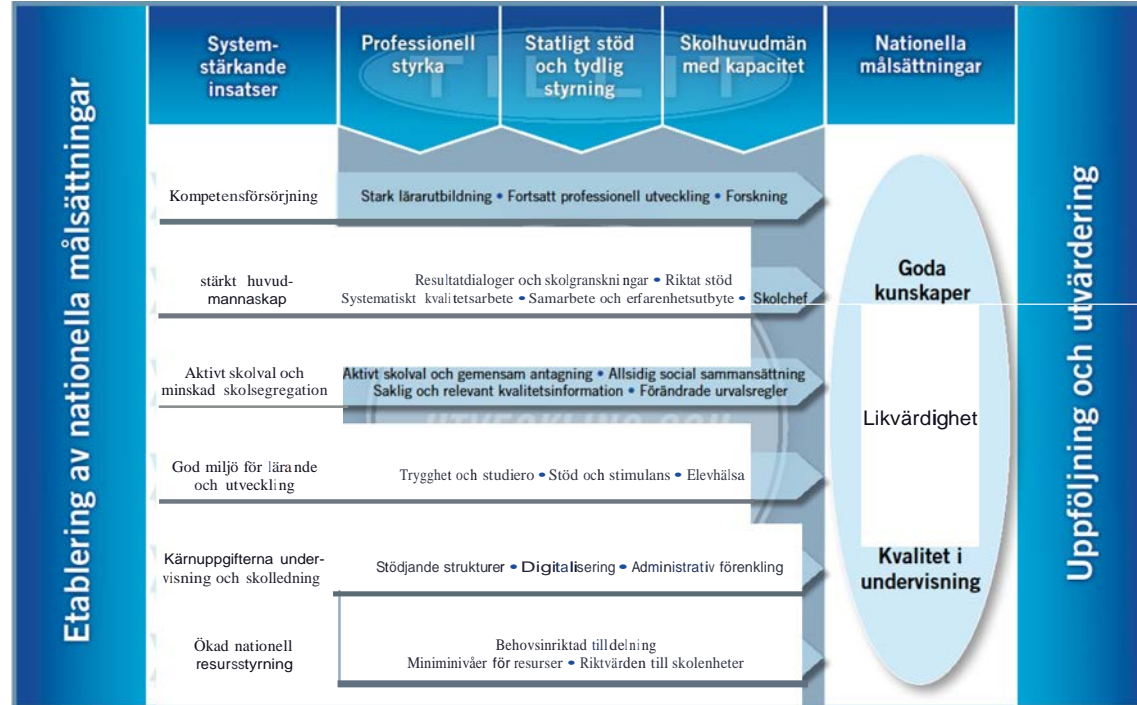 Etablering av nationella målsättningar
System-
stärkande
insatser
Professionell
styrka
Statligt stöd
och tydlig
styrning
Skolhuvudmän
med kapacitet
Nationella
målsättningar
TILLIT
Kompetensförsörjning
Stark lärarutbildning • Fortsatt professionell utveckling • Forskning
stärkt huvud-
mannaskap
Resultatdialoger och skolgranskningar • Riktat stöd
Systematiskt kvalitetsarbete • Samarbete och erfarenhetsutbyte • Skolchef
Aktivt skolval och
minskad skolsegregation
Aktivt skolval och gemensam antagning • Allsidig social sammansättning
Saklig och relevant kvalitetsinformation • Förändrade urvalsregler
God miljö för lärande
och utveckling
Trygghet och studiero • Stöd och stimulans • Elevhälsa
Kärnuppgifterna under-
visning och skolledning
Stödjande strukturer • Digitalisering • Administrativ förenkling
Ökad nationell
resursstyrning
Behovsinriktad tilldelning
Miniminivåer för resurser • Riktvärden till skolenheter
Goda
kunskaper
Likvärdighet
Kvalitet i
undervisning
Uppföljning och utvärdering